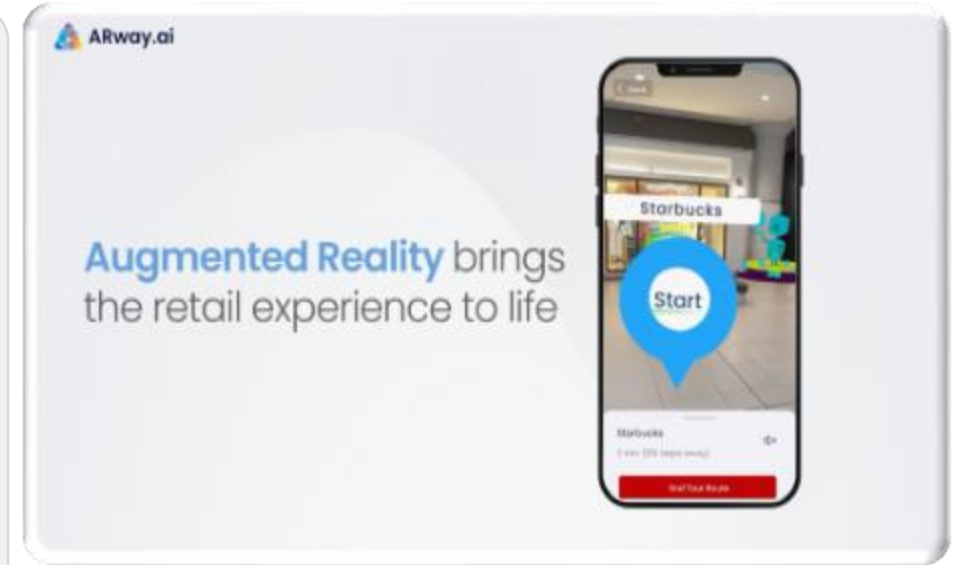 ARway.ai
Augmented Reality brings
the retail experience to life
Starbucks
Start
Starbucks